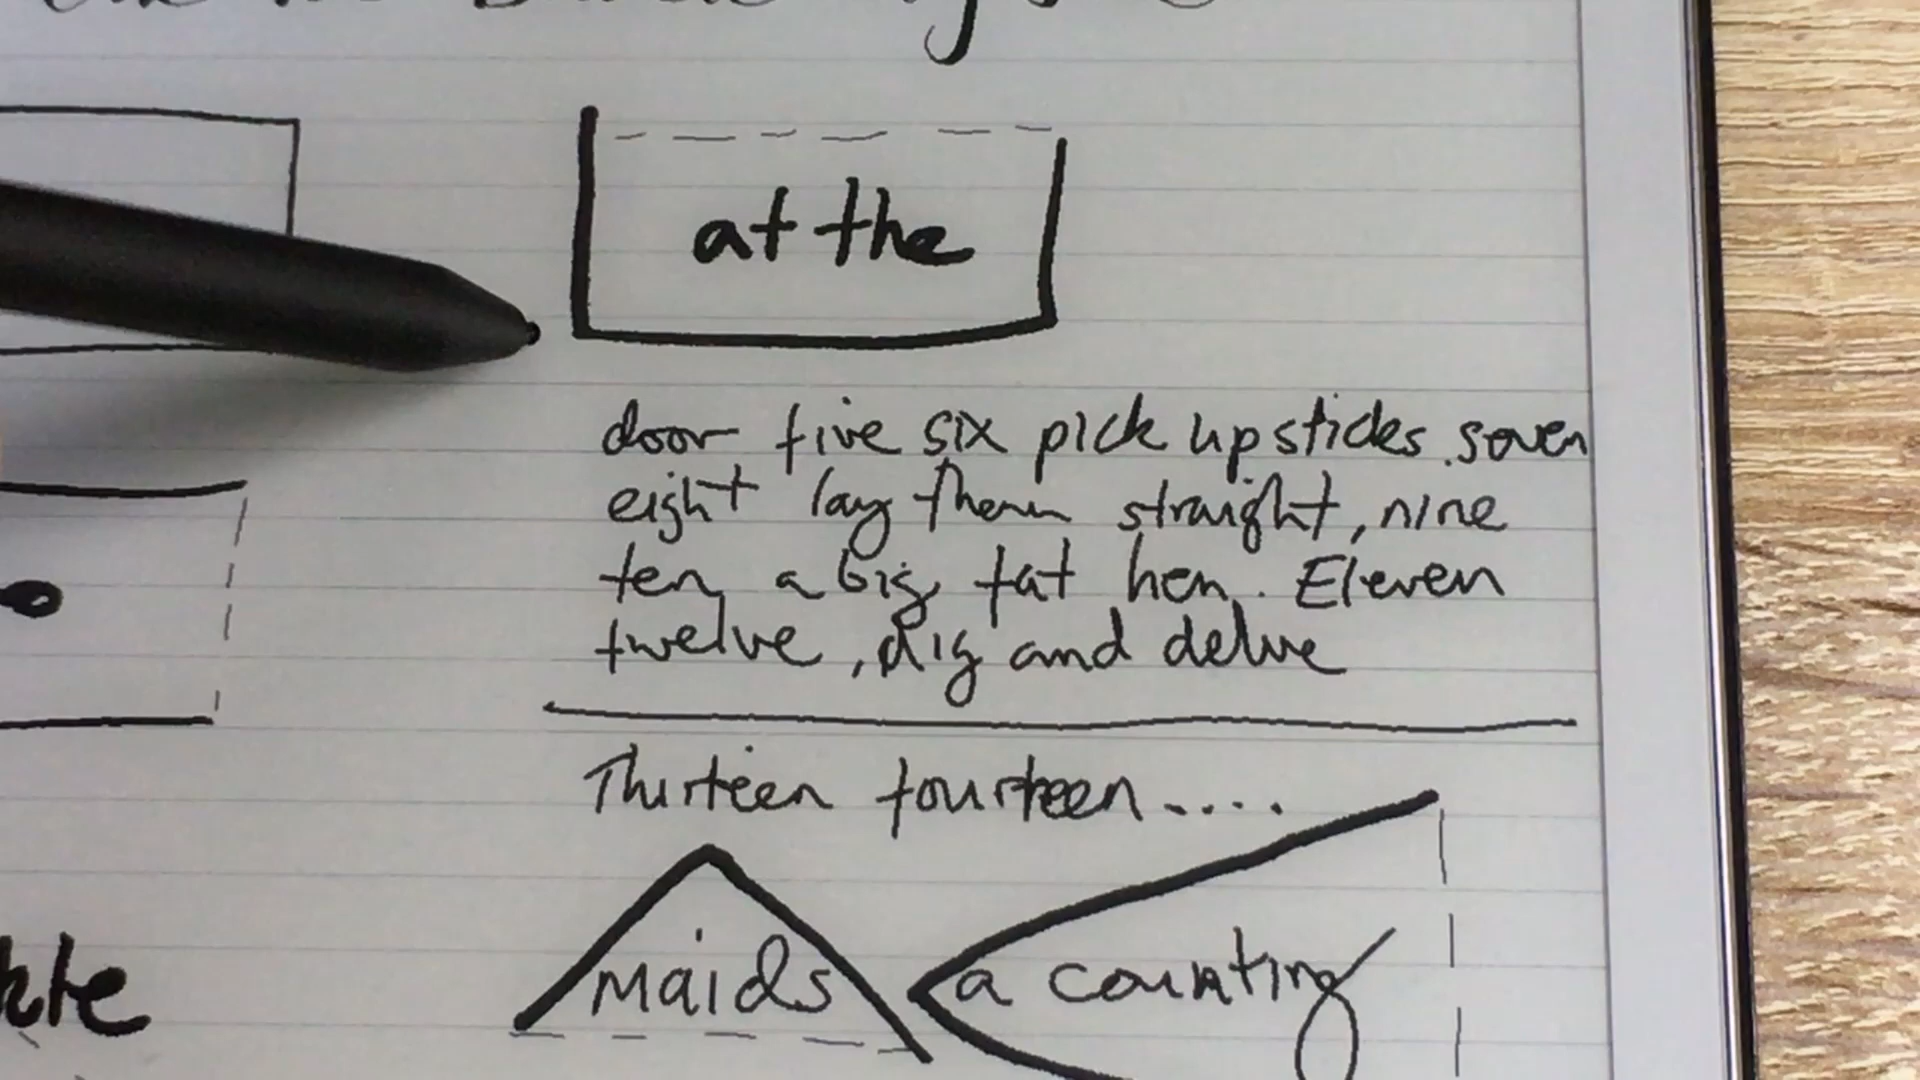 at the
door five six pick up sticks. seven
eight lay them straight, nine
ten a big fat hen. Eleven
twelve, dig and delve
Thirteen fourteen....
maids a counting